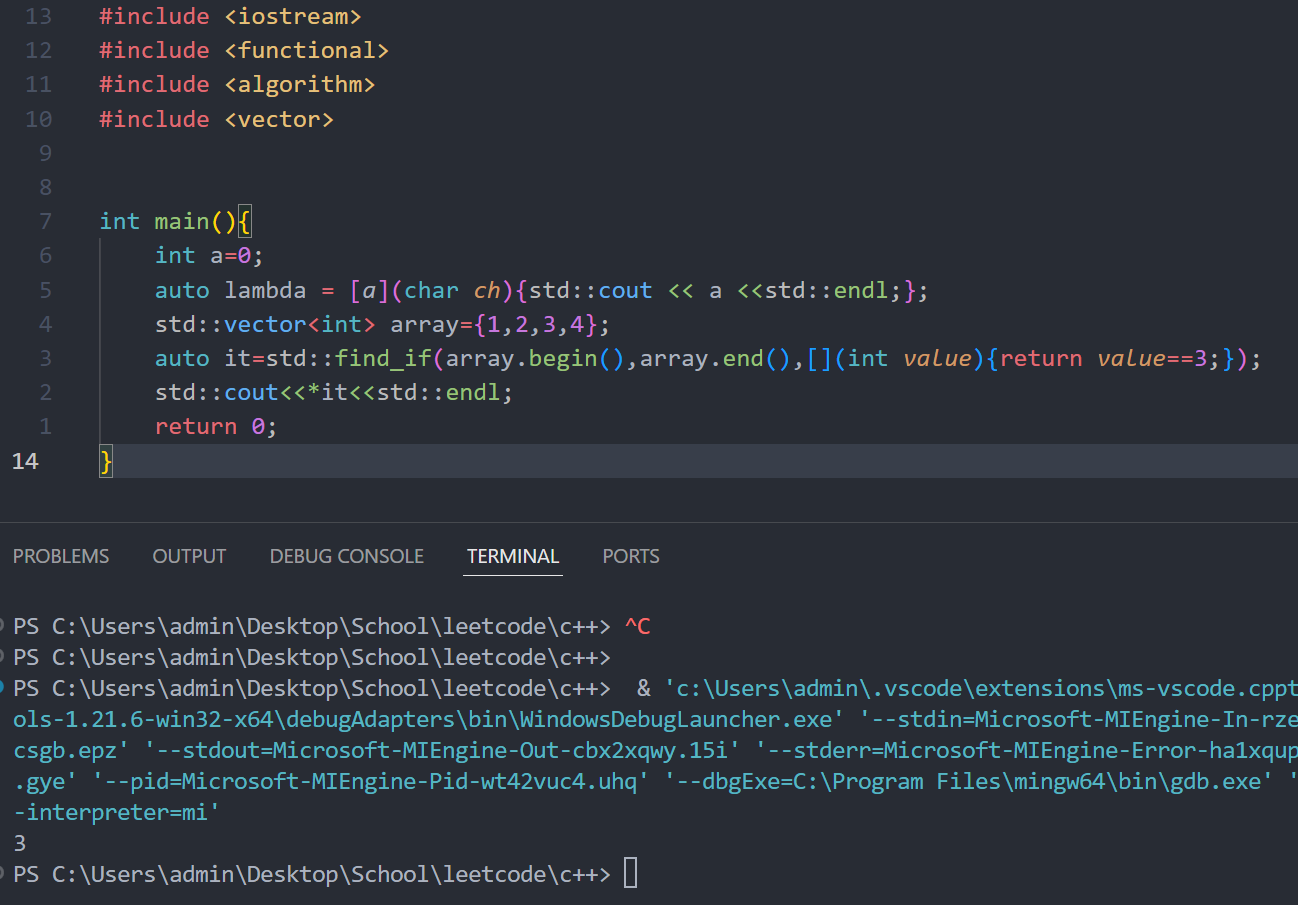 13 #include <iostream>
12 #include <functional>
11 #include <algorithm>
10 #include <vector>
9
8
7 int main(){
6     int a=0;
5     auto lambda = [a](char ch){std::cout << a <<std::endl;};
4     std::vector<int> array={1,2,3,4};
3     auto it=std::find_if(array.begin(),array.end(),[](int value){return value==3;});
2     std::cout<<*it<<std::endl;
1     return 0;
14 }
PROBLEMS OUTPUT DEBUG CONSOLE TERMINAL PORTS
PS C:\Users\admin\Desktop\School\leetcode\c++> ^C
PS C:\Users\admin\Desktop\School\leetcode\c++>
PS C:\Users\admin\Desktop\School\leetcode\c++>  & 'c:\Users\admin\.vscode\extensions\ms-vscode.cppt
ols-1.21.6-win32-x64\debugAdapters\bin\WindowsDebugLauncher.exe' '--stdin=Microsoft-MIEngine-In-rze
csgb.epz' '--stdout=Microsoft-MIEngine-Out-cbx2xqwy.15i' '--stderr=Microsoft-MIEngine-Error-ha1xqup
.gye' '--pid=Microsoft-MIEngine-Pid-wt42vuc4.uhq' '--dbgExe=C:\Program Files\mingw64\bin\gdb.exe' '
-interpreter=mi'
3
PS C:\Users\admin\Desktop\School\leetcode\c++>